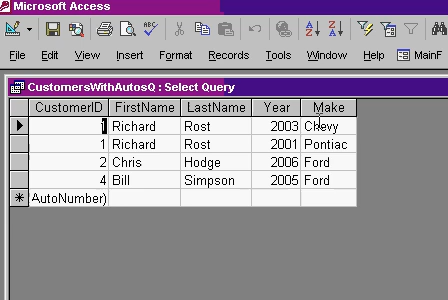 Microsoft Access
File Edit View Insert Format Records Tools Window Help MainF
CustomersWithAutosQ : Select Query
CustomerID FirstName LastName Year Make
1 Richard Rost 2003 Chevy
1 Richard Rost 2001 Pontiac
2 Chris Hodge 2006 Ford
4 Bill Simpson 2005 Ford
AutoNumber)